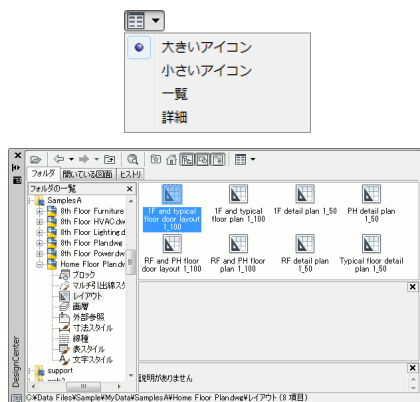 大きいアイコン
小さいアイコン
一覧
詳細
フォルダ 開いている図面 ヒストリ
フォルダの一覧
SamplesA
8th Floor Furniture
8th Floor HVAC.dw
8th Floor Lighting.d
8th Floor Plan.dwg
8th Floor Power.dw
Home Floor Plan.dw
ブロック
マルチ引出線スタ
レイアウト
画層
外部参照
寸法スタイル
線種
表スタイル
文字スタイル
support
1F and typical floor door layout 1_100
1F and typical floor plan 1_100
1F detail plan 1_50
PH detail plan 1_50
RF and PH floor door layout 1_100
RF and PH floor plan 1_100
RF detail plan 1_50
Typical floor detail plan 1_50
説明がありません
DesignCenter
C:¥Data Files¥Sample¥MyData¥SamplesA¥Home Floor Plan.dwg¥レイアウト (8 項目)